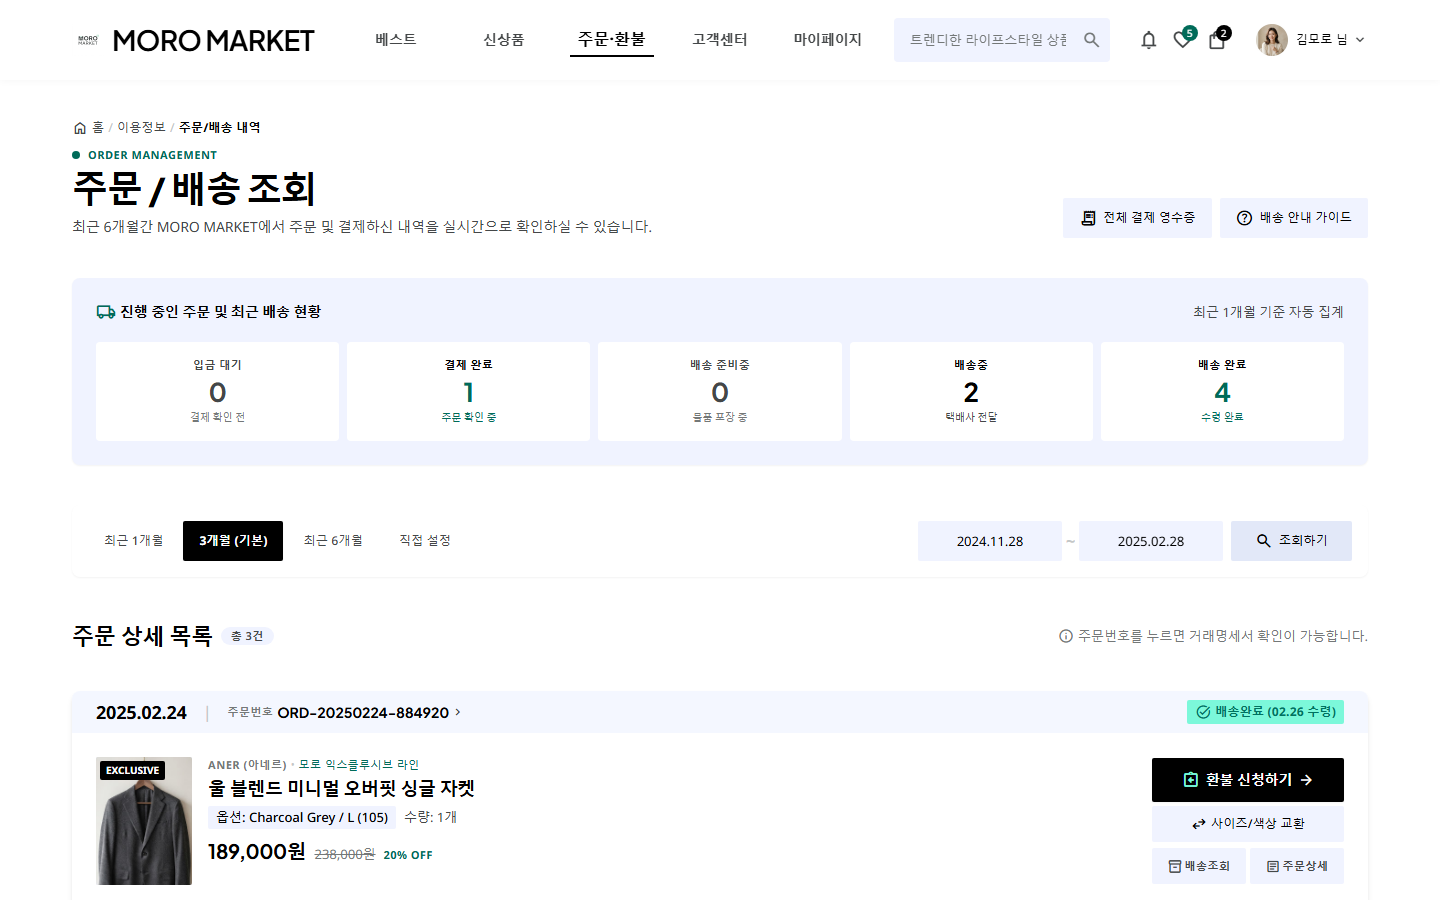 MORO MARKET
MORO MARKET
베스트
신상품
주문·환불
고객센터
마이페이지
트렌디한 라이프스타일 상품
5
2
김모로 님
홈 / 이용정보 / 주문/배송 내역
ORDER MANAGEMENT
주문 / 배송 조회
최근 6개월간 MORO MARKET에서 주문 및 결제하신 내역을 실시간으로 확인하실 수 있습니다.
전체 결제 영수증
배송 안내 가이드
진행 중인 주문 및 최근 배송 현황
최근 1개월 기준 자동 집계
입금 대기
0
결제 확인 전
결제 완료
1
주문 확인 중
배송 준비중
0
물품 포장 중
배송중
2
택배사 전달
배송 완료
4
수령 완료
최근 1개월
3개월 (기본)
최근 6개월
직접 설정
2024.11.28
~
2025.02.28
조회하기
주문 상세 목록
총 3건
주문번호를 누르면 거래명세서 확인이 가능합니다.
2025.02.24
주문번호 ORD-20250224-884920
배송완료 (02.26 수령)
EXCLUSIVE
ANER (아네르) · 모로 익스클루시브 라인
울 블렌드 미니멀 오버핏 싱글 자켓
옵션: Charcoal Grey / L (105)
수량: 1개
189,000원 238,000원 20% OFF
환불 신청하기
사이즈/색상 교환
배송조회
주문상세